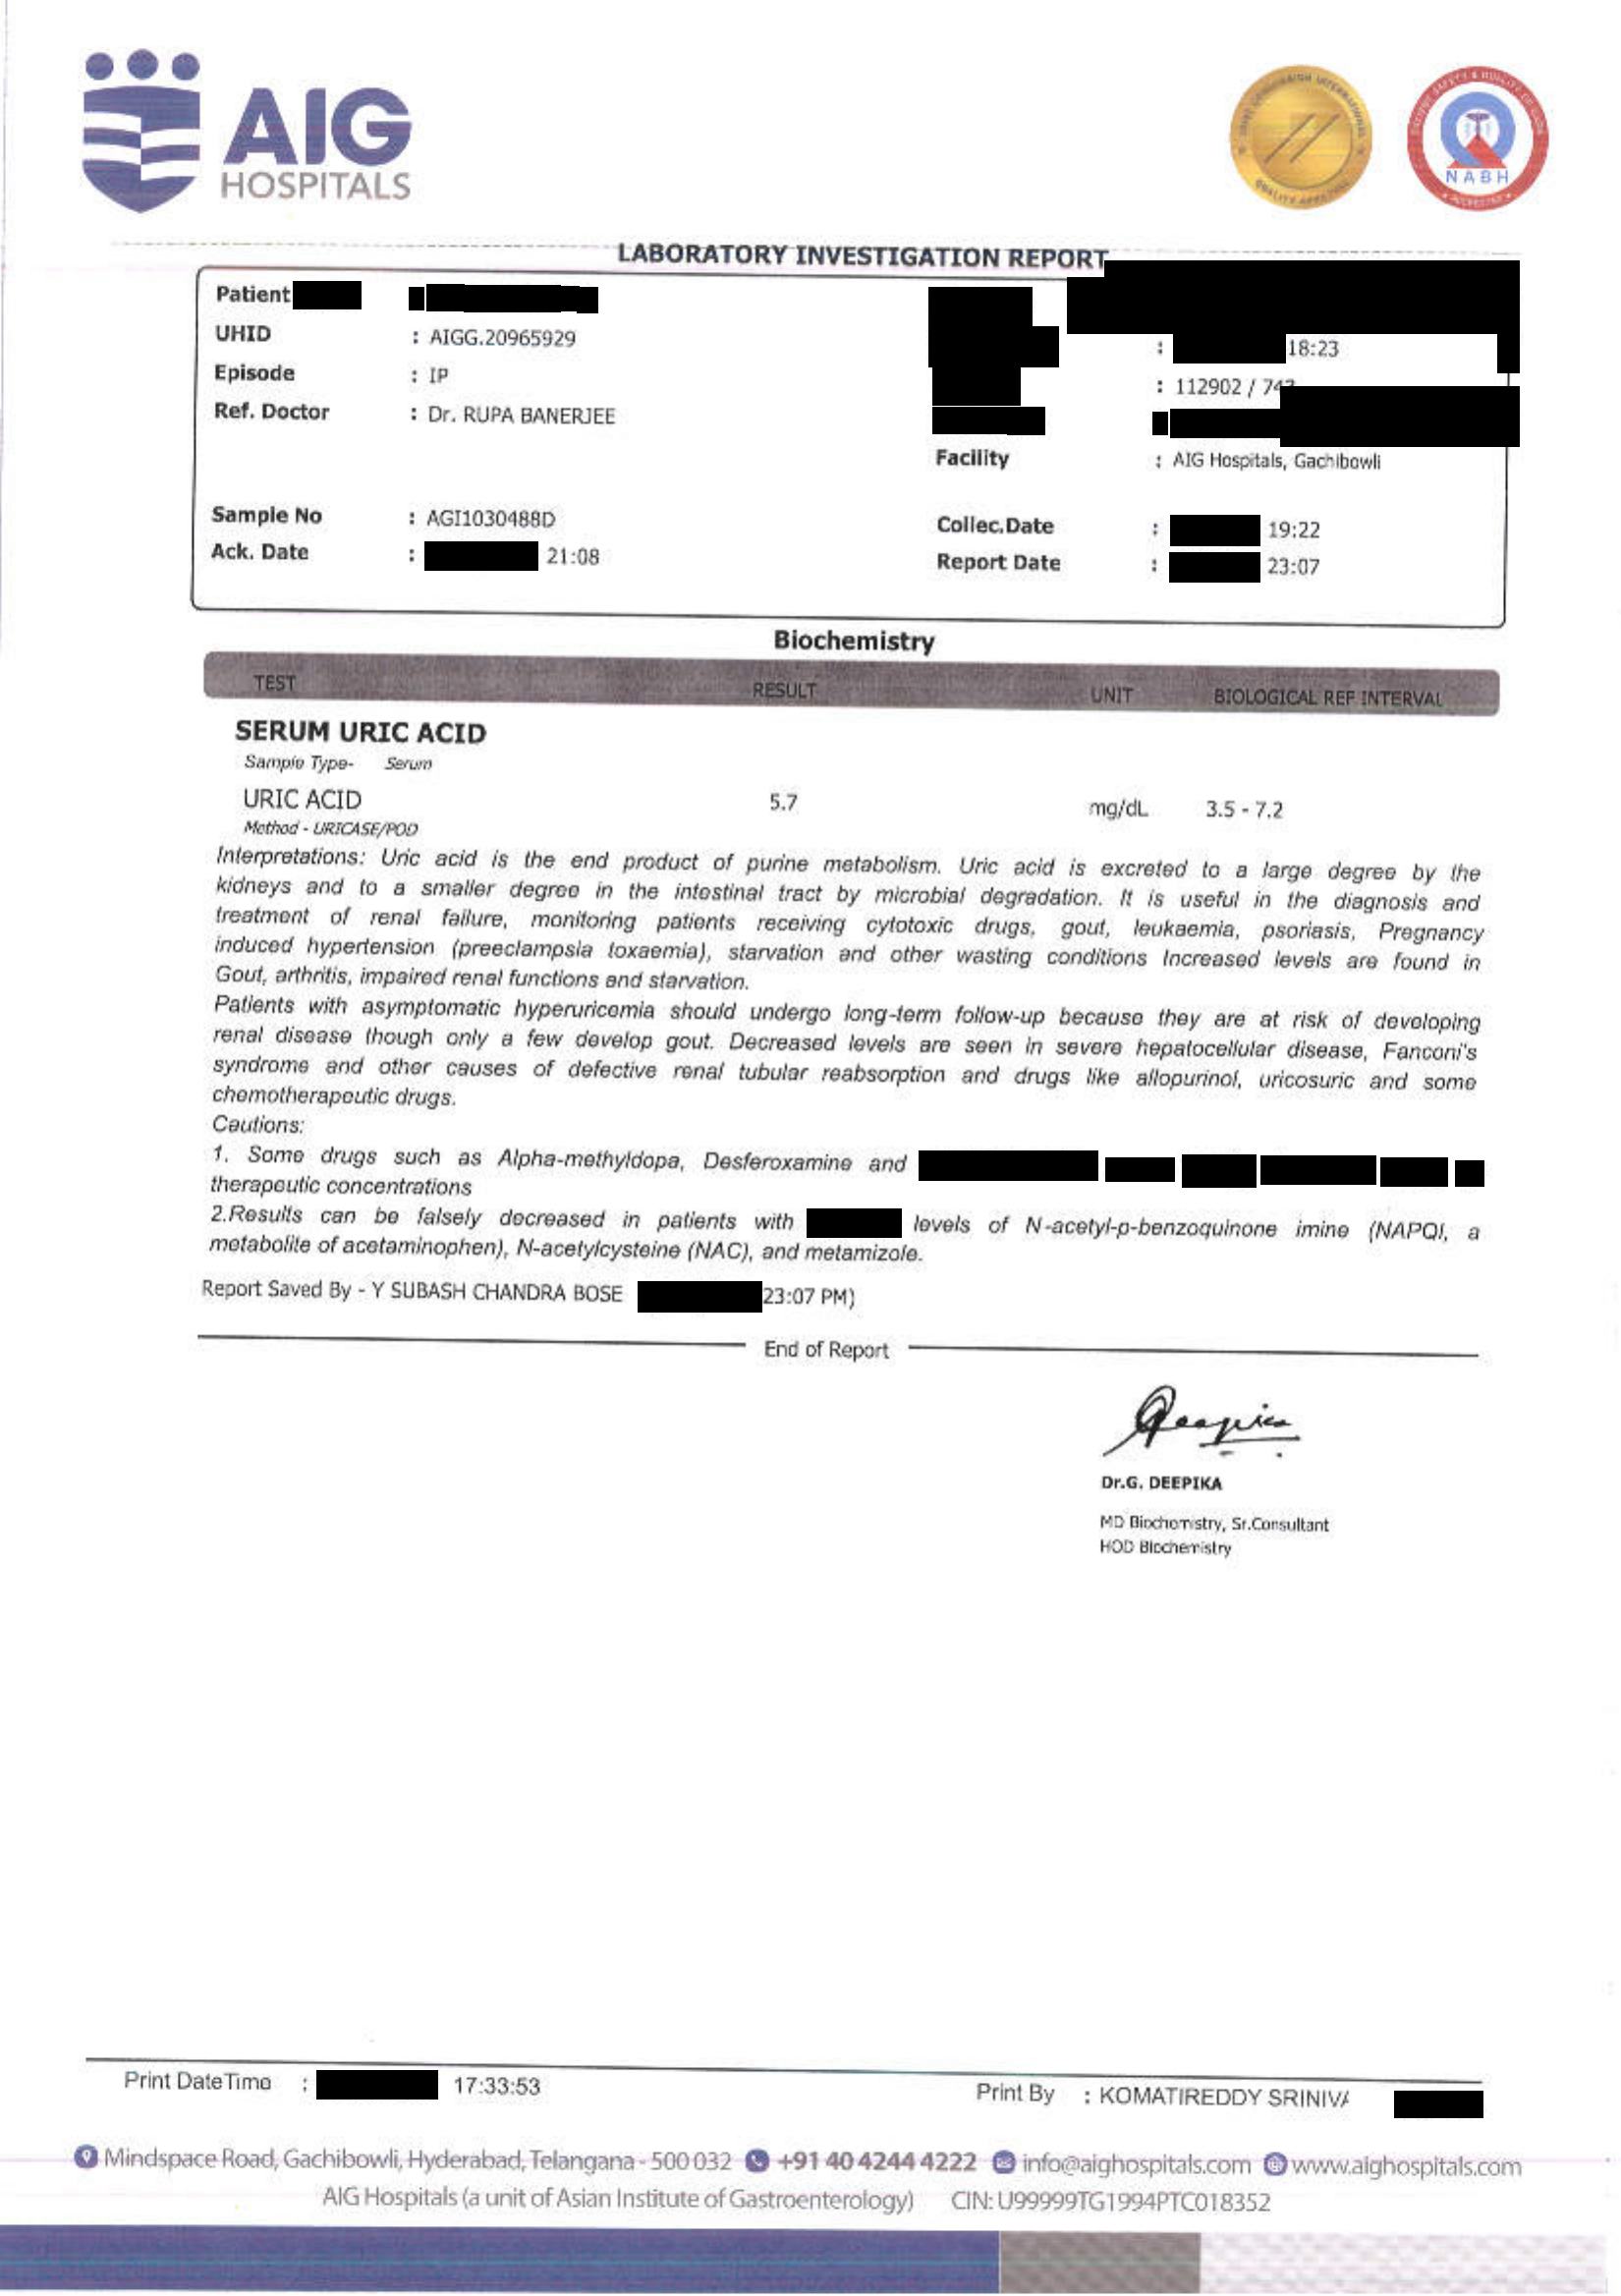 AIG
HOSPITALS
NABH
LABORATORY INVESTIGATION REPORT
Patient
UHID : AIGG.20965929
: 18:23
Episode : IP
: 112902 /
Ref. Doctor : Dr. RUPA BANERJEE
Facility : AIG Hospitals, Gachibowli
Sample No : AGI1030488D
Collec.Date : 19:22
Ack. Date : 21:08
Report Date : 23:07
Biochemistry
TEST RESULT UNIT BIOLOGICAL REF INTERVAL
SERUM URIC ACID
Sample Type- Serum
URIC ACID 5.7 mg/dL 3.5 - 7.2
Method - URICASE/POD
Interpretations: Uric acid is the end product of purine metabolism. Uric acid is excreted to a large degree by the
kidneys and to a smaller degree in the intestinal tract by microbial degradation. It is useful in the diagnosis and
treatment of renal failure, monitoring patients receiving cytotoxic drugs, gout, leukaemia, psoriasis, Pregnancy
induced hypertension (preeclampsia toxaemia), starvation and other wasting conditions Increased levels are found in
Gout, arthritis, impaired renal functions and starvation.
Patients with asymptomatic hyperuricemia should undergo long-term follow-up because they are at risk of developing
renal disease though only a few develop gout. Decreased levels are seen in severe hepatocellular disease, Fanconi's
syndrome and other causes of defective renal tubular reabsorption and drugs like allopurinol, uricosuric and some
chemotherapeutic drugs.
Cautions:
1. Some drugs such as Alpha-methyldopa, Desferoxamine and
therapeutic concentrations
2.Results can be falsely decreased in patients with levels of N-acetyl-p-benzoquinone imine (NAPQI, a
metabolite of acetaminophen), N-acetylcysteine (NAC), and metamizole.
Report Saved By - Y SUBASH CHANDRA BOSE 23:07 PM)
End of Report
Dr.G. DEEPIKA
MD Biochemistry, Sr.Consultant
HOD Biochemistry
Print DateTime : 17:33:53
Print By : KOMATIREDDY
Mindspace Road, Gachibowli, Hyderabad, Telangana - 500 032 +91 40 4244 4222 info@aighospitals.com www.aighospitals.com
AIG Hospitals (a unit of Asian Institute of Gastroenterology) CIN: U99999TG1994PTC018352